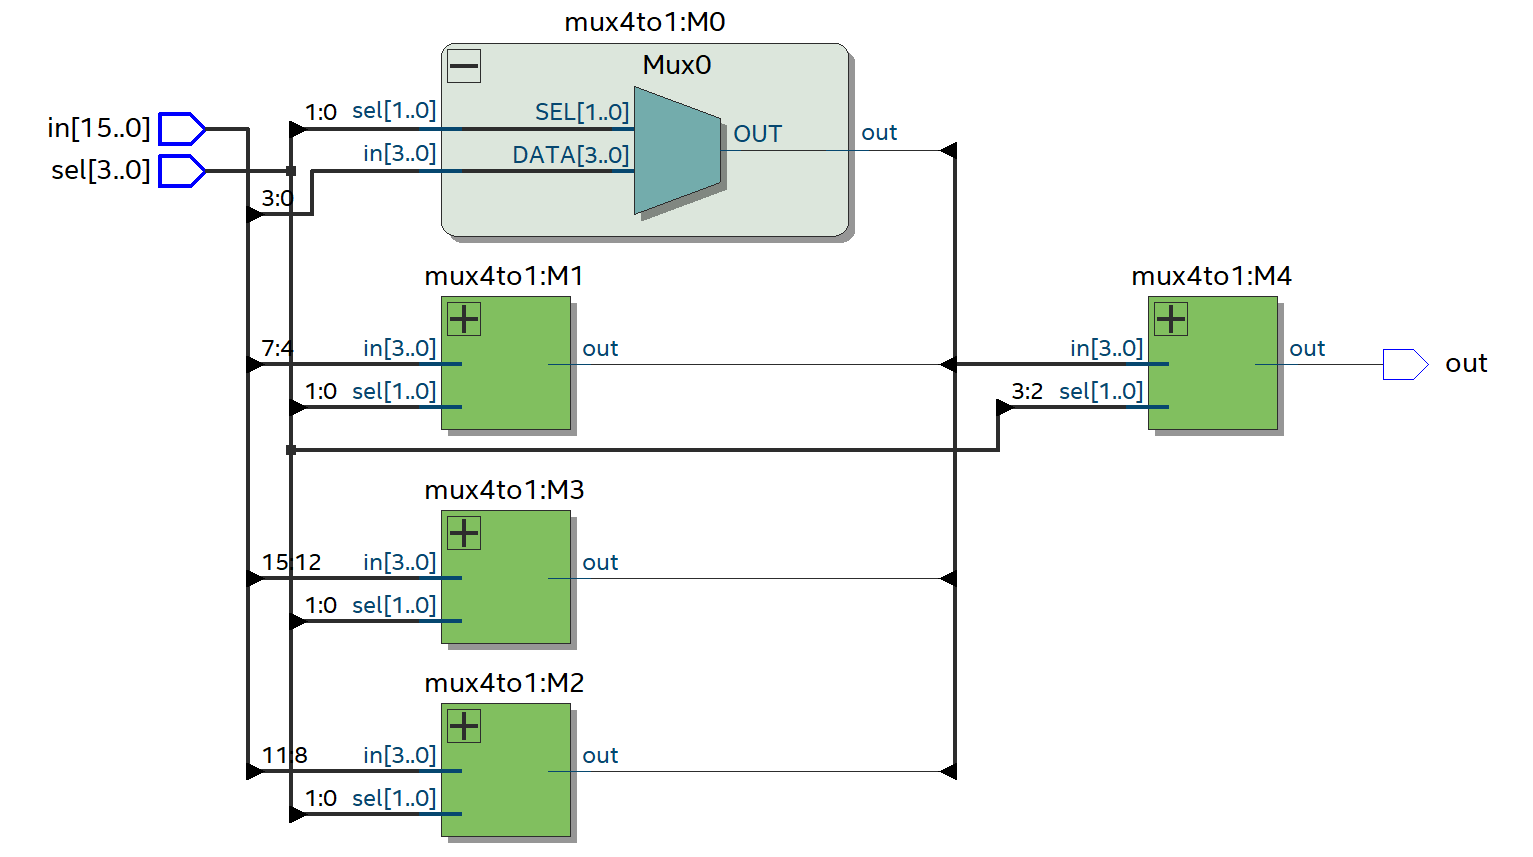 mux4to1:M0
Mux0
in[15..0]
sel[3..0]
1:0 sel[1..0] SEL[1..0]
in[3..0] DATA[3..0]
OUT out
3:0
mux4to1:M1
7:4 in[3..0] out
1:0 sel[1..0]
mux4to1:M4
in[3..0] out
3:2 sel[1..0]
out
mux4to1:M3
15:12 in[3..0] out
1:0 sel[1..0]
mux4to1:M2
11:8 in[3..0] out
1:0 sel[1..0]